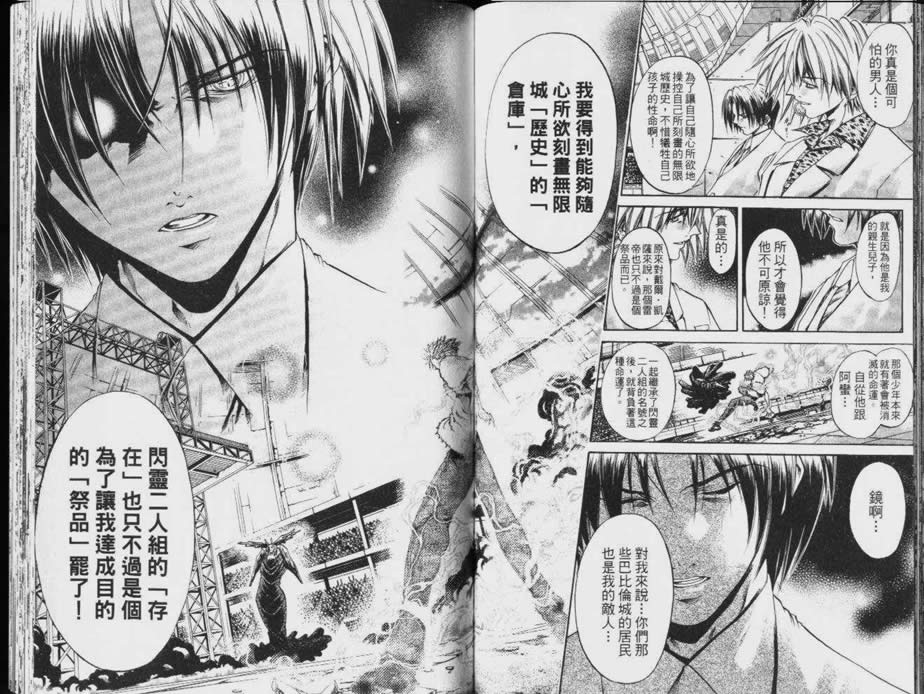 你真是個可
怕的男人…
為了讓自己隨心所欲地
操控自己所刻畫的無限
城歷史，不惜犧牲自己
孩子的性命啊！
就是因為他是我
的親生兒子，
所以才會覺得
他不可原諒！
真是的…
原來對戴爾・凱
薩來說，那個雷
帝也只不過是個
祭品而已。
那個少年本來
就有著會被消
滅的命運。
自從他跟
阿蠻…
一起繼承了閃靈
二人組的名號之
後，就背負著這
種命運了。
鏡啊…
對我來說…你們那
些巴比倫城的居民
也是我的敵人…
我要得到能夠隨
心所欲刻畫無限
城「歷史」的「
倉庫」，
閃靈二人組的「存
在」也只不過是個
為了讓我達成目的
的「祭品」罷了！